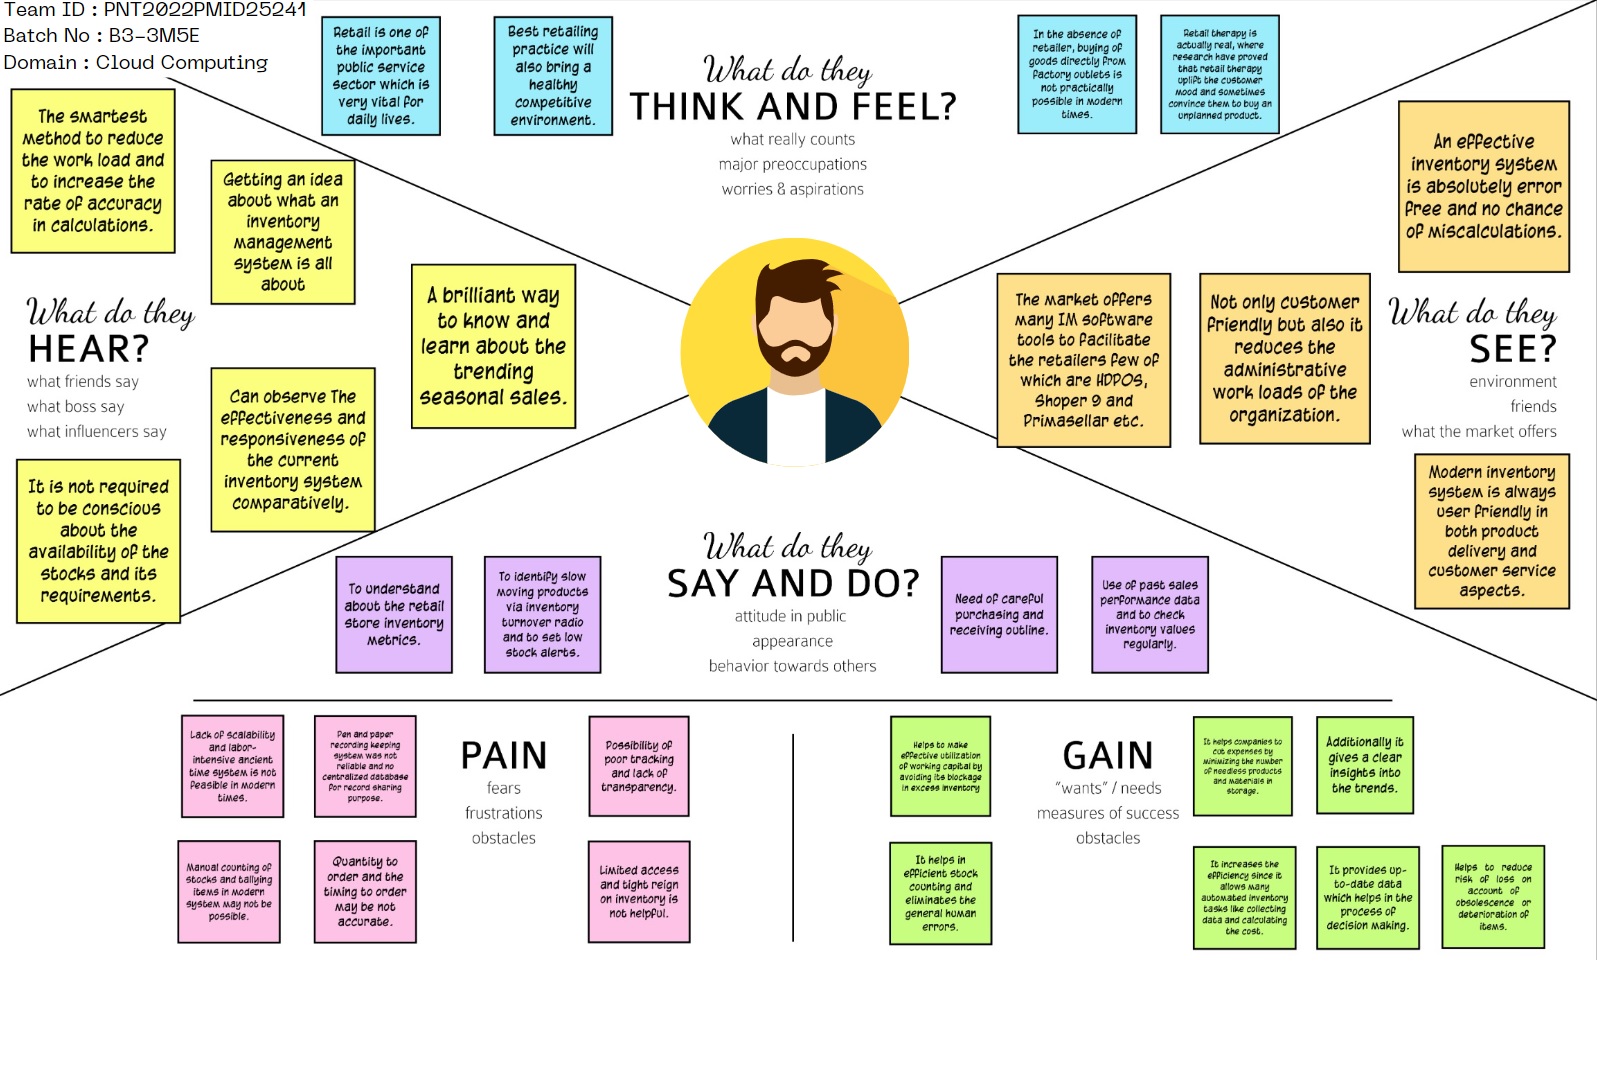 Team ID : PNT2022PMID25241
Batch No : B3-3M5E
Domain : Cloud Computing
Retail is one of
the important
public service
sector which is
very vital for
daily lives.
Best retailing
practice will
also bring a
healthy
competitive
environment.
What do they
THINK AND FEEL?
what really counts
major preoccupations
worries & aspirations
In the absence of
retailer, buying of
goods directly from
factory outlets is
not practically
possible in modern
times.
Retail therapy is
actually real, where
research have proved
that retail therapy
uplift the customer
mood and sometimes
convince them to buy an
unplanned product.
The smartest
method to reduce
the work load and
to increase the
rate of accuracy
in calculations.
Getting an idea
about what an
inventory
management
system is all
about
A brilliant way
to know and
learn about the
trending
seasonal sales.
What do they
HEAR?
what friends say
what boss say
what influencers say
Can observe The
effectiveness and
responsiveness of
the current
inventory system
comparatively.
It is not required
to be conscious
about the
availability of the
stocks and its
requirements.
An effective
inventory system
is absolutely error
free and no chance
of miscalculations.
The market offers
many IM software
tools to facilitate
the retailers few of
which are HDPOS,
Shoper 9 and
Primasellar etc.
Not only customer
friendly but also it
reduces the
administrative
work loads of the
organization.
What do they
SEE?
environment
friends
what the market offers
Modern inventory
system is always
user friendly in
both product
delivery and
customer service
aspects.
To understand
about the retail
store inventory
metrics.
To identify slow
moving products
via inventory
turnover radio
and to set low
stock alerts.
What do they
SAY AND DO?
attitude in public
appearance
behavior towards others
Need of careful
purchasing and
receiving outline.
Use of past sales
performance data
and to check
inventory values
regularly.
Lack of scalability
and labor-
intensive ancient
time system is not
feasible in modern
times.
Pen and paper
recording keeping
system was not
reliable and no
centralized database
for record sharing
purpose.
PAIN
fears
frustrations
obstacles
Possibility of
poor tracking
and lack of
transparency.
Manual counting of
stocks and tallying
items in modern
system may not be
possible.
Quantity to
order and the
timing to order
may be not
accurate.
Limited access
and tight reign
on inventory is
not helpful.
Helps to make
effective utilization
of working capital by
avoiding its blockage
in excess inventory
GAIN
"wants" / needs
measures of success
obstacles
It helps companies to
cut expenses by
minimizing the number
of needless products
and materials in
storage.
Additionally it
gives a clear
insights into
the trends.
It helps in
efficient stock
counting and
eliminates the
general human
errors.
It increases the
efficiency since it
allows many
automated inventory
tasks like collecting
data and calculating
the cost.
It provides up-
to-date data
which helps in the
process of
decision making.
Helps to reduce
risk of loss on
account of
obsolescence or
deterioration of
items.